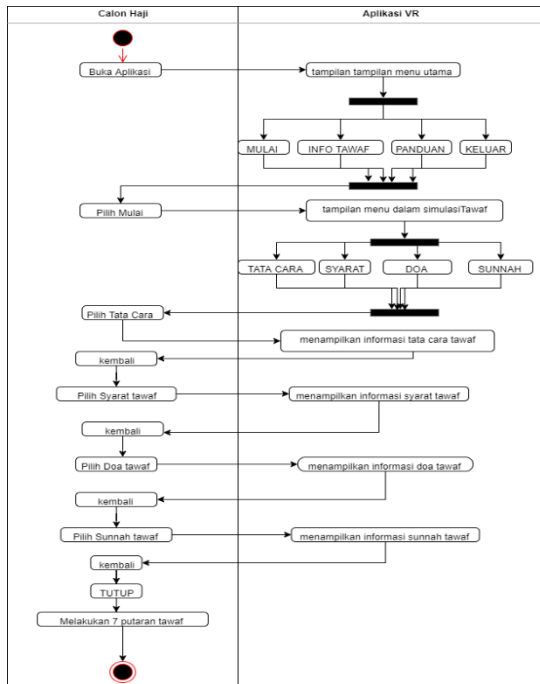 Calon Haji
Aplikasi VR
Buka Aplikasi
tampilan tampilan menu utama
MULAI
INFO TAWAF
PANDUAN
KELUAR
Pilih Mulai
tampilan menu dalam simulasiTawaf
TATA CARA
SYARAT
DOA
SUNNAH
Pilih Tata Cara
menampilkan informasi tata cara tawaf
kembali
Pilih Syarat tawaf
menampilkan informasi syarat tawaf
kembali
Pilih Doa tawaf
menampilkan informasi doa tawaf
kembali
Pilih Sunnah tawaf
menampilkan informasi sunnah tawaf
kembali
TUTUP
Melakukan 7 putaran tawaf